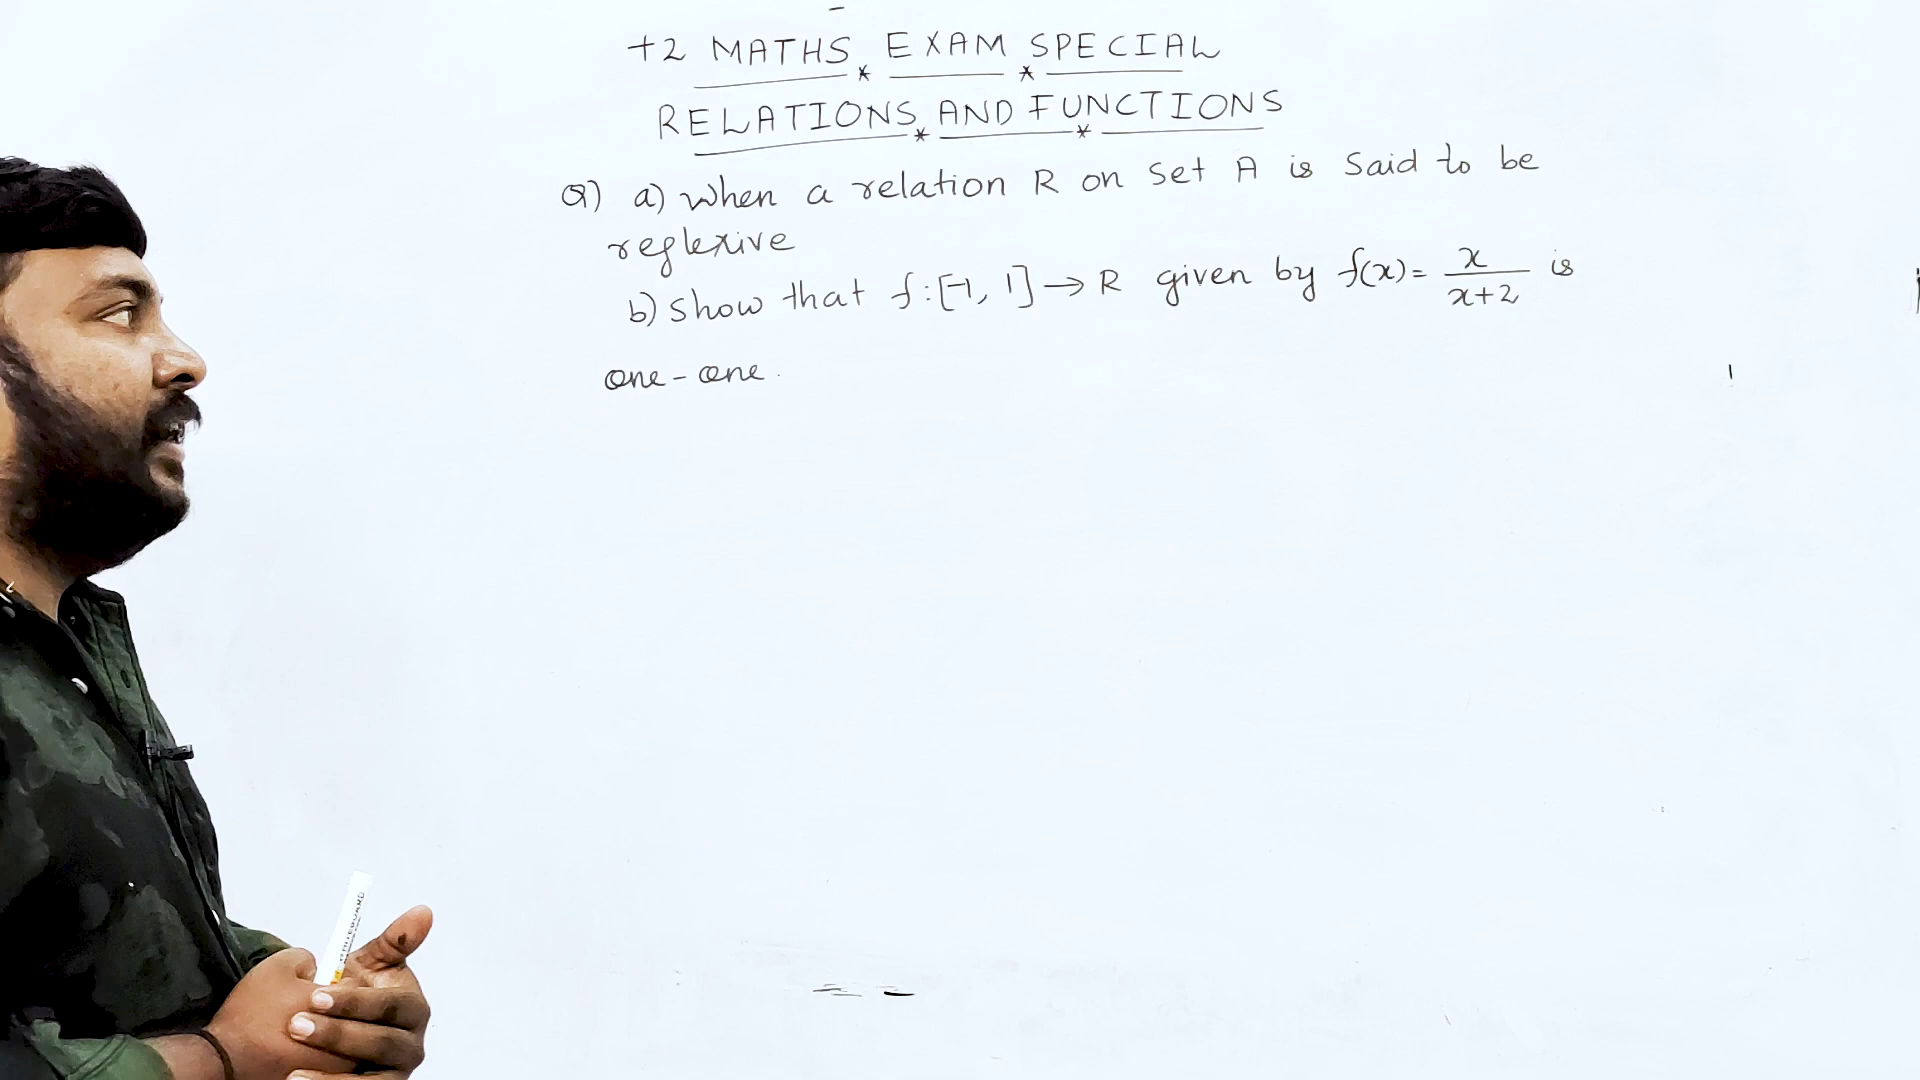 +2 MATHS * EXAM * SPECIAL
RELATIONS * AND * FUNCTIONS
Q) a) When a relation R on Set A is Said to be
reflexive
b) Show that f:[-1, 1]→R given by f(x)= x/(x+2) is
one-one.